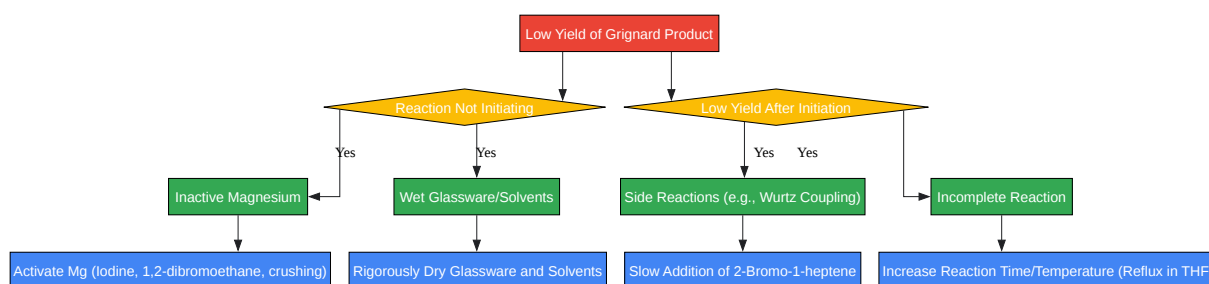 Low Yield of Grignard Product
Reaction Not Initiating
Low Yield After Initiation
Yes
Yes
Yes
Yes
Inactive Magnesium
Wet Glassware/Solvents
Side Reactions (e.g., Wurtz Coupling)
Incomplete Reaction
Activate Mg (Iodine, 1,2-dibromoethane, crushing)
Rigorously Dry Glassware and Solvents
Slow Addition of 2-Bromo-1-heptene
Increase Reaction Time/Temperature (Reflux in THF